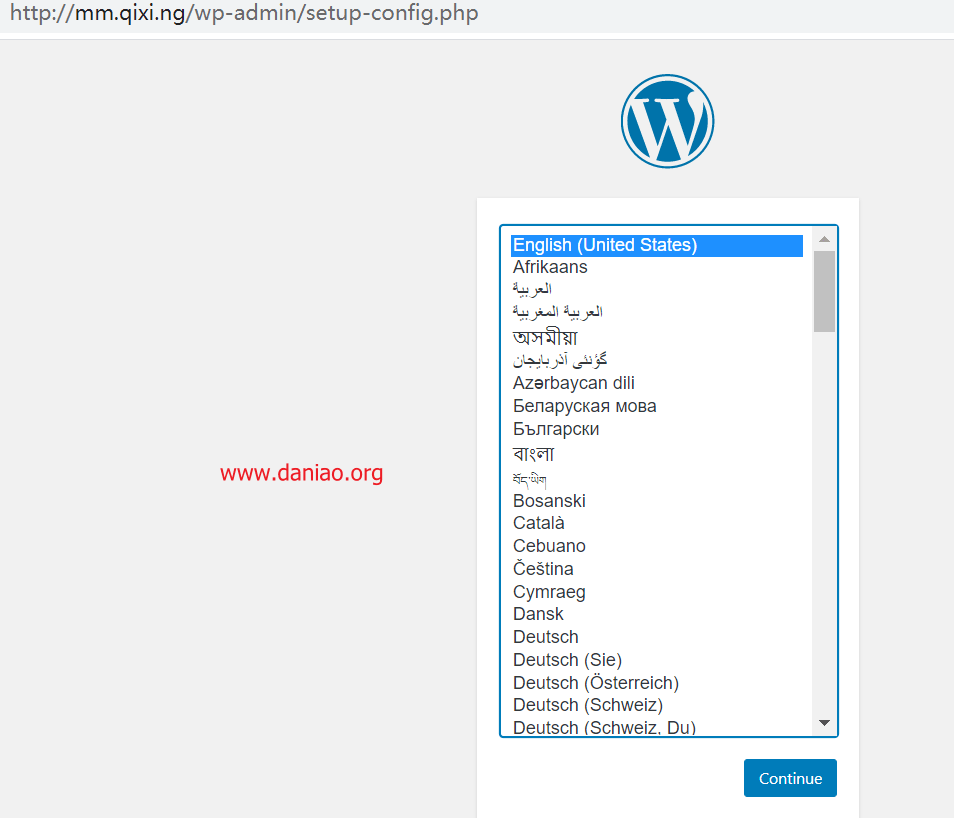 http://mm.qixi.ng/wp-admin/setup-config.php
English (United States)
Afrikaans
العربية
العربية المغربية
অসমীয়া
گؤنئی آذربایجان
Azərbaycan dili
Беларуская мова
Български
বাংলা
བོད་ཡིག
Bosanski
Català
Cebuano
Čeština
Cymraeg
Dansk
Deutsch
Deutsch (Sie)
Deutsch (Österreich)
Deutsch (Schweiz)
Deutsch (Schweiz, Du)
www.daniao.org
Continue